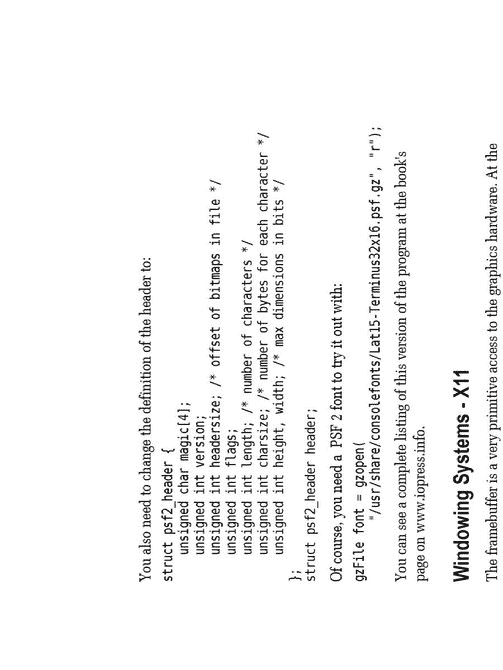 You also need to change the definition of the header to:
struct psf2_header {
unsigned char magic[4];
unsigned int version;
unsigned int headersize; /* offset of bitmaps in file */
unsigned int flags;
unsigned int length; /* number of characters */
unsigned int charsize; /* number of bytes for each character */
unsigned int height, width; /* max dimensions in bits */
};
struct psf2_header header;
Of course, you need a PSF 2 font to try it out with:
gzFile font = gzopen(
"/usr/share/consolefonts/Lat15-Terminus32x16.psf.gz", "r");
You can see a complete listing of this version of the program at the book's
page on www.iopress.info.
Windowing Systems - X11
The framebuffer is a very primitive access to the graphics hardware. At the